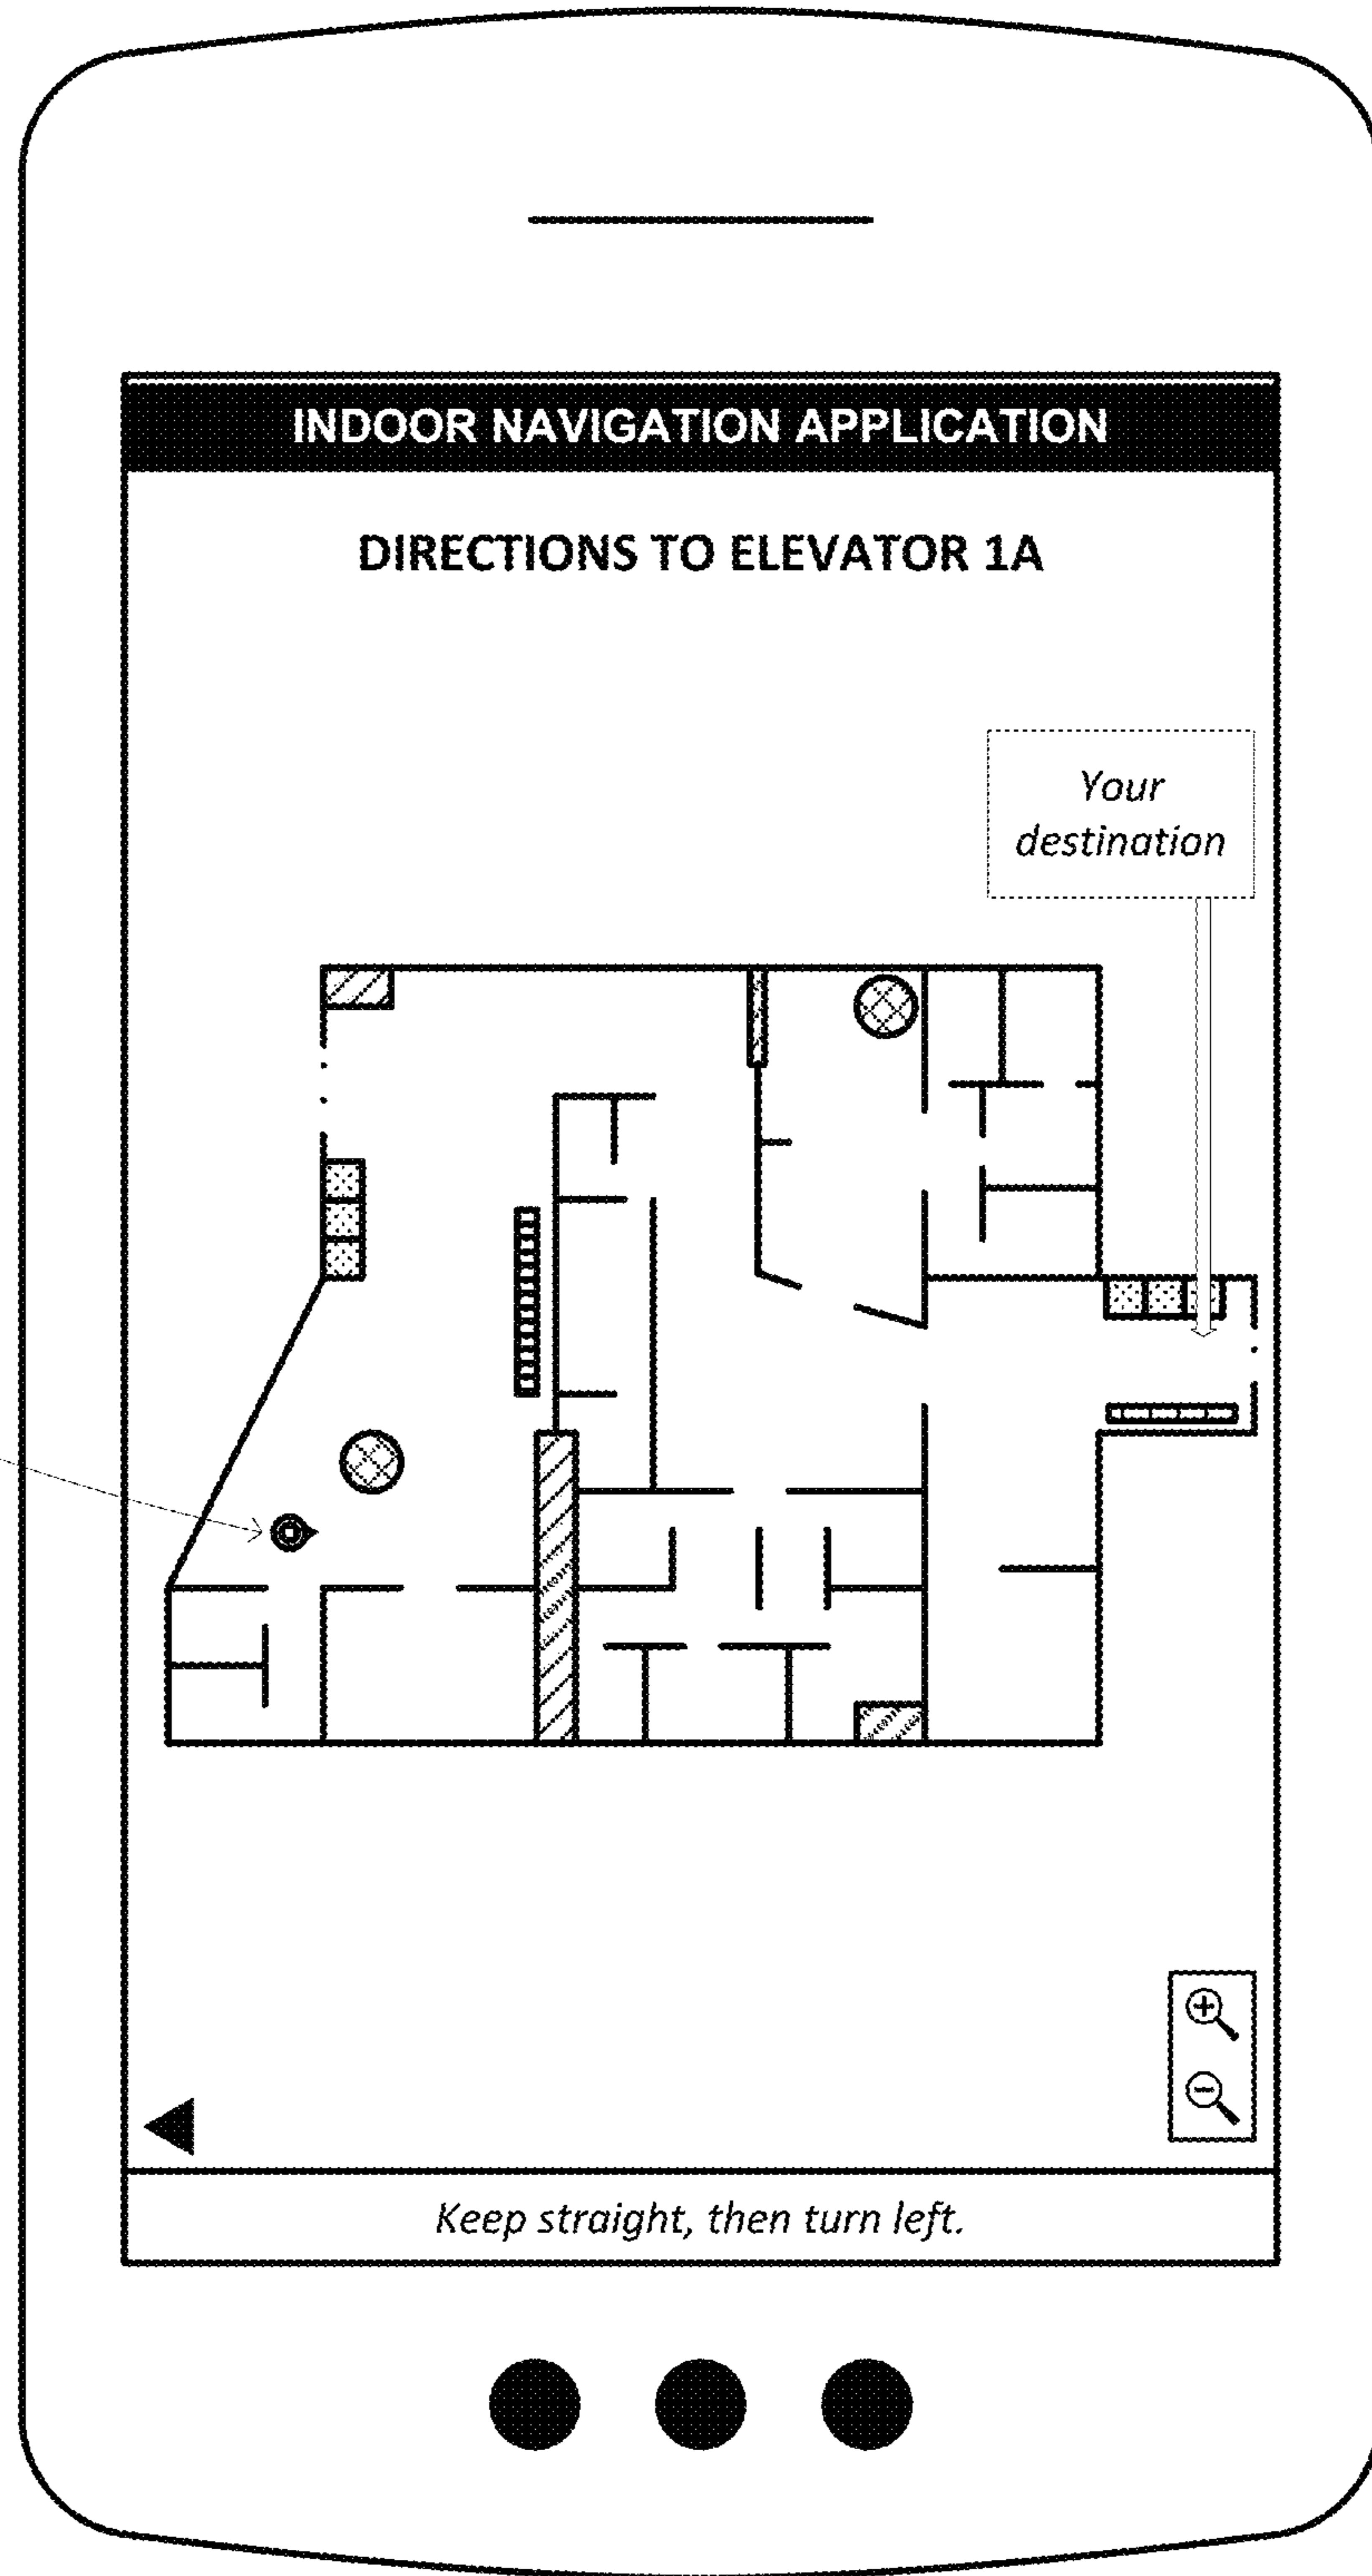 INDOOR NAVIGATION APPLICATION
DIRECTIONS TO ELEVATOR 1A
Your
destination
Keep straight, then turn left.